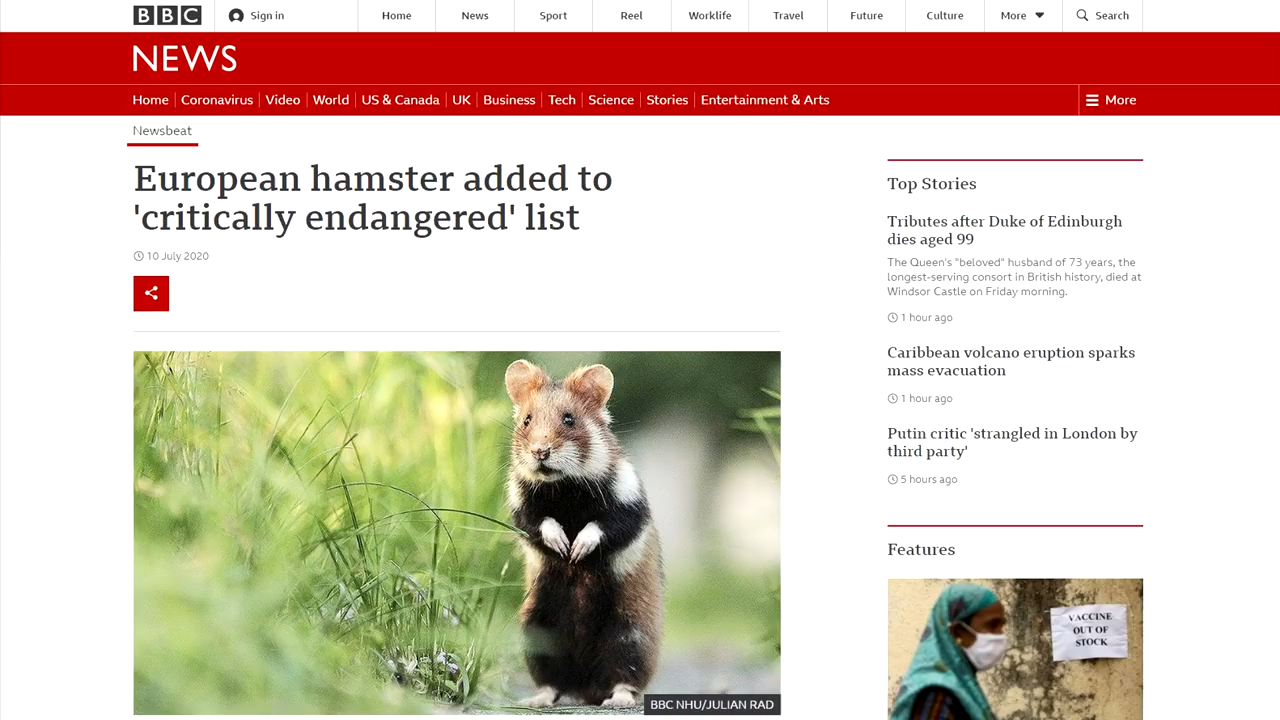 BBC
Sign in
Home
News
Sport
Reel
Worklife
Travel
Future
Culture
More
Search
NEWS
Home
Coronavirus
Video
World
US & Canada
UK
Business
Tech
Science
Stories
Entertainment & Arts
More
Newsbeat
European hamster added to
'critically endangered' list
10 July 2020
BBC NHU/JULIAN RAD
Top Stories
Tributes after Duke of Edinburgh
dies aged 99
The Queen's "beloved" husband of 73 years, the
longest-serving consort in British history, died at
Windsor Castle on Friday morning.
1 hour ago
Caribbean volcano eruption sparks
mass evacuation
1 hour ago
Putin critic 'strangled in London by
third party'
5 hours ago
Features
VACCINE
OUT OF
STOCK